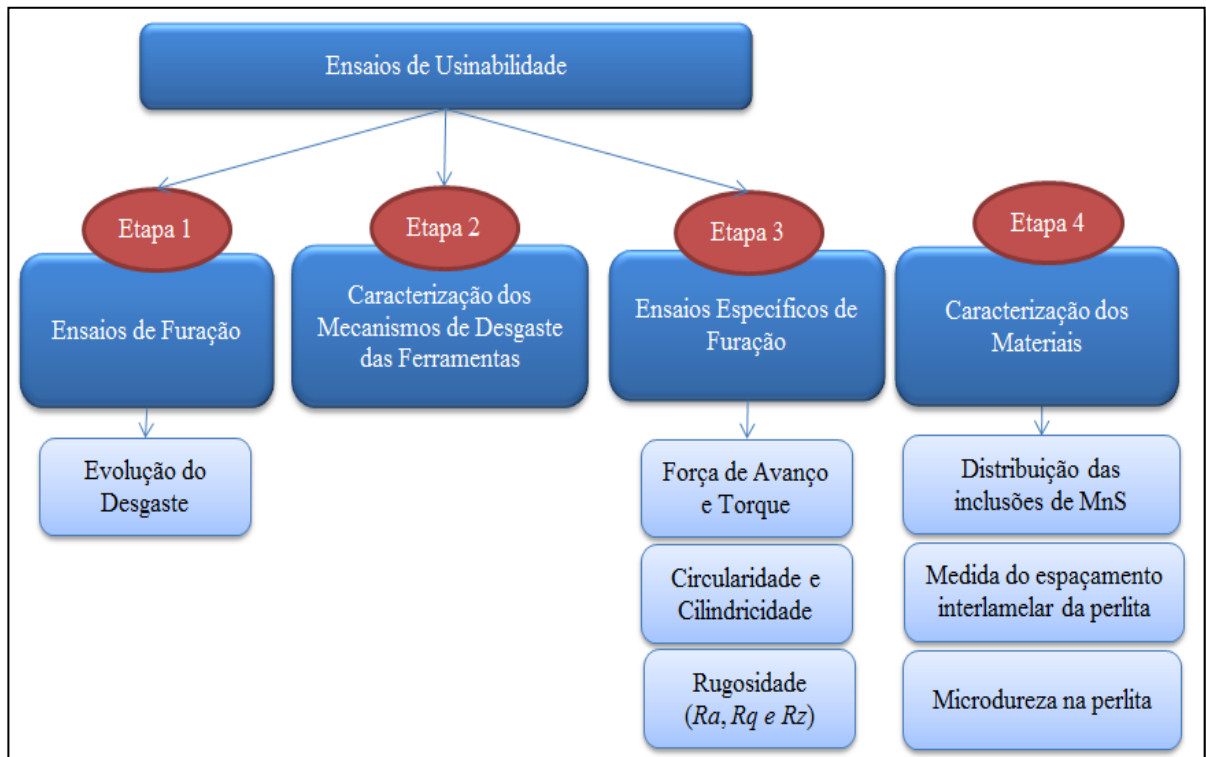 Ensaios de Usinabilidade
Etapa 1
Ensaios de Furação
Evolução do
Desgaste
Etapa 2
Caracterização dos
Mecanismos de Desgaste
das Ferramentas
Etapa 3
Ensaios Específicos de
Furação
Força de Avanço
e Torque
Circularidade e
Cilindricidade
Rugosidade
(Ra, Rq e Rz)
Etapa 4
Caracterização dos
Materiais
Distribuição das
inclusões de MnS
Medida do espaçamento
interlamelar da perlita
Microdureza na perlita